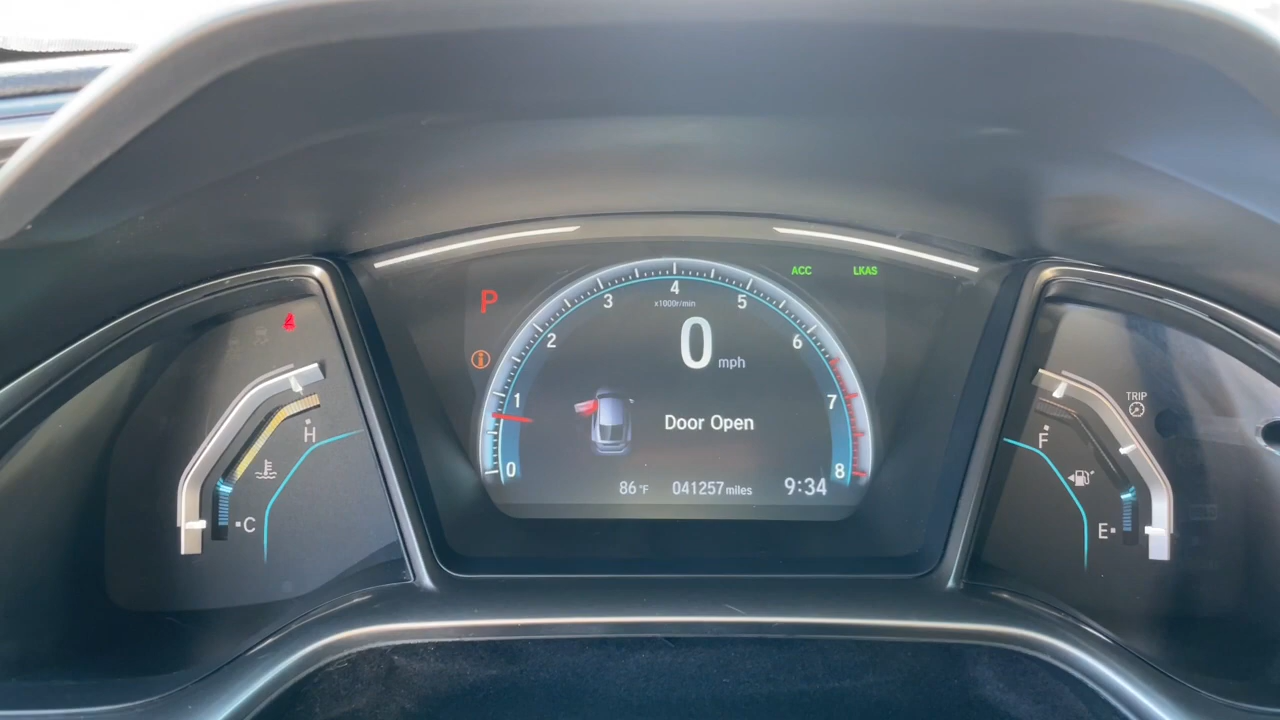 ACC LKAS
P
4
3 5
x1000r/min
2 6
0 mph
1 7
Door Open
0 8
86°F 041257 miles 9:34
H
C
TRIP
F
E